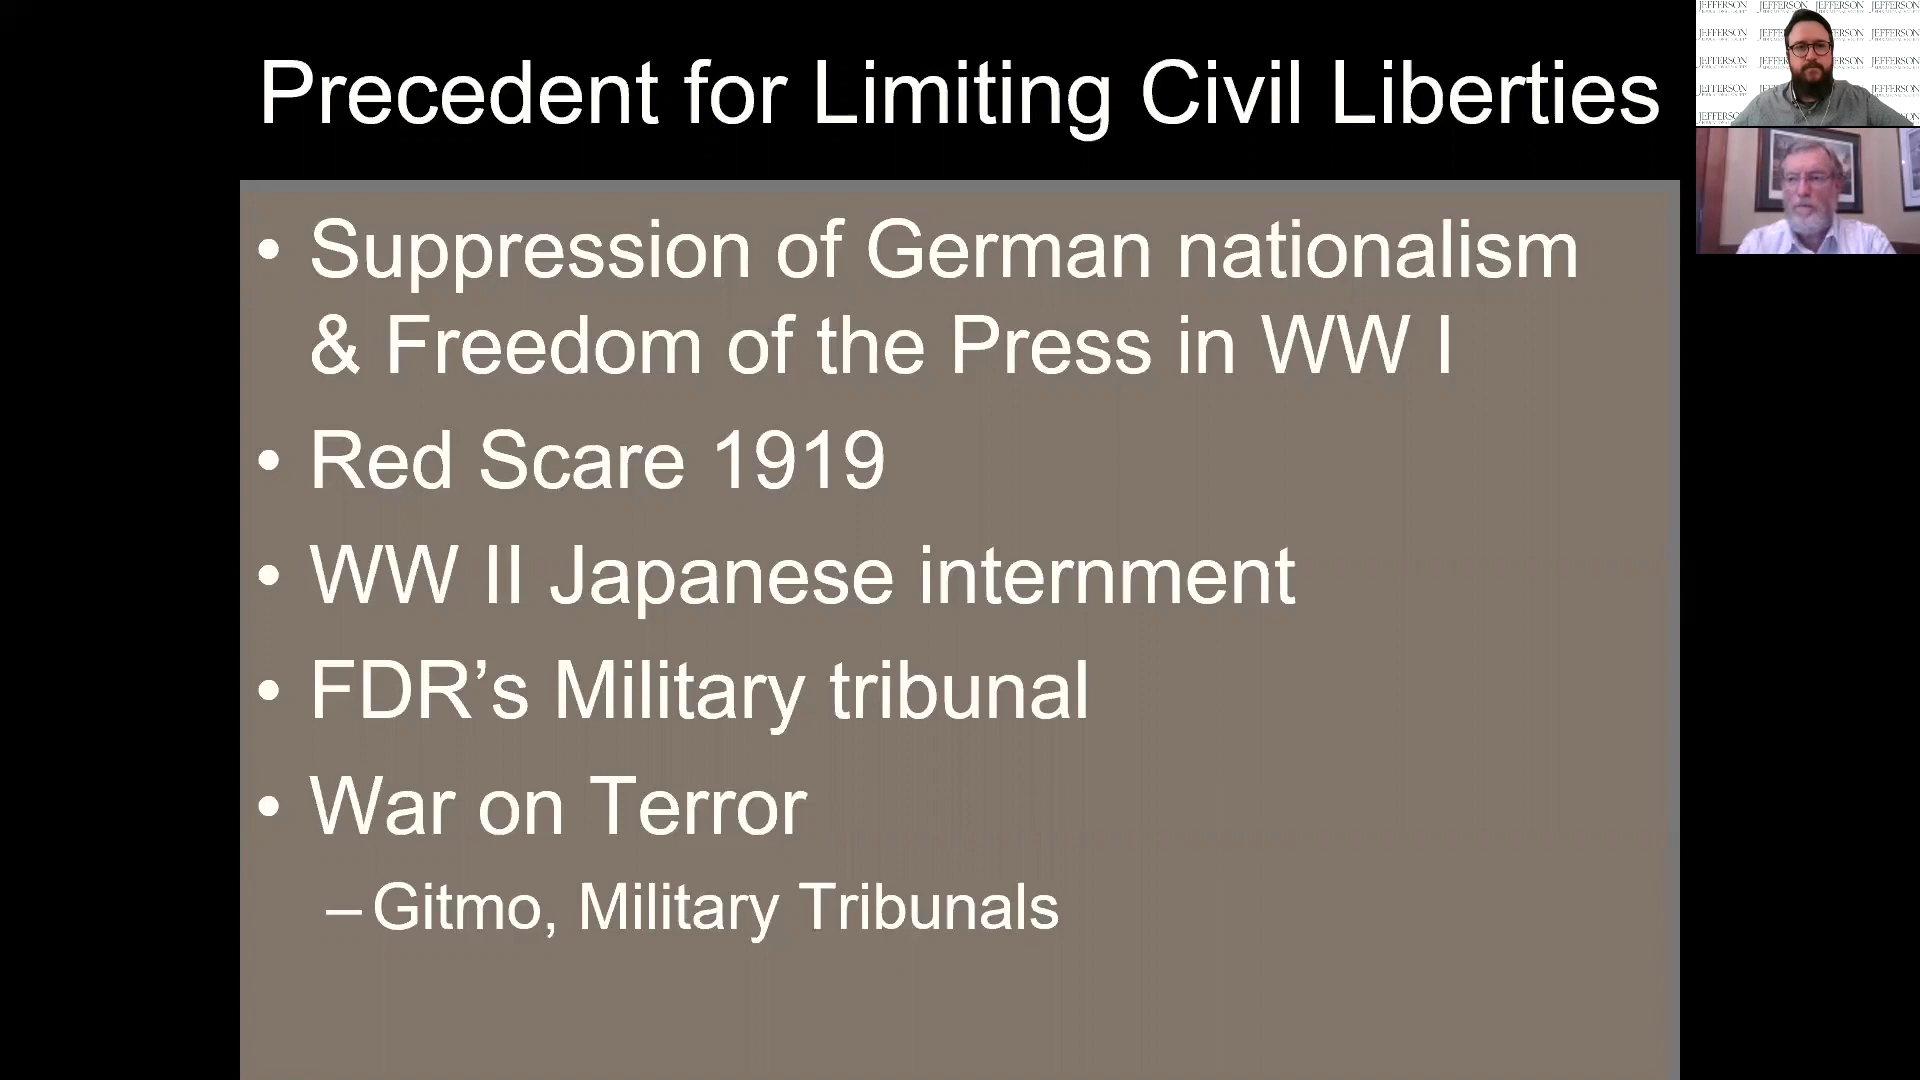 Precedent for Limiting Civil Liberties
• Suppression of German nationalism
& Freedom of the Press in WW I
• Red Scare 1919
• WW II Japanese internment
• FDR’s Military tribunal
• War on Terror
– Gitmo, Military Tribunals
JEFFERSON